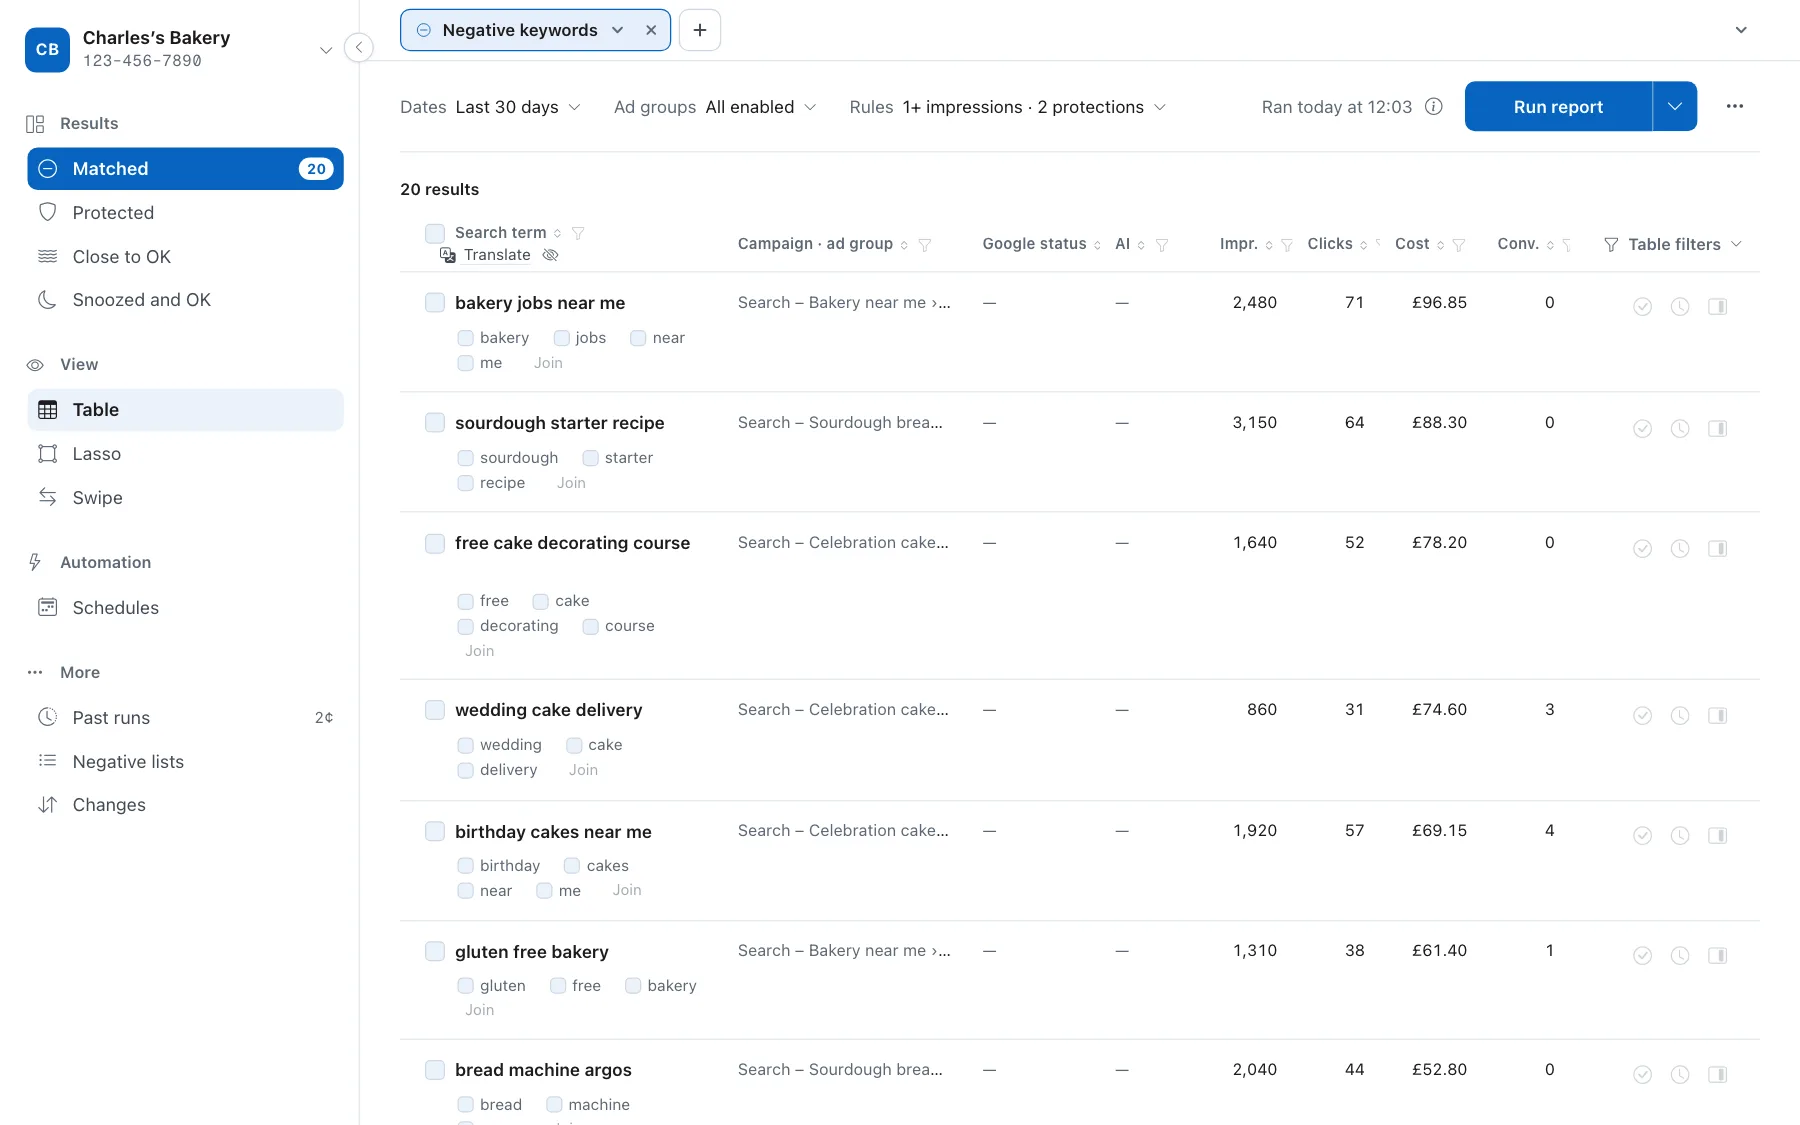 CB
Charles's Bakery
123-456-7890
Results
Matched 20
Protected
Close to OK
Snoozed and OK
View
Table
Lasso
Swipe
Automation
Schedules
More
Past runs 2¢
Negative lists
Changes
Negative keywords
Dates Last 30 days Ad groups All enabled Rules 1+ impressions · 2 protections Ran today at 12:03 Run report
20 results
Search term Campaign · ad group Google status AI Impr. Clicks Cost Conv. Table filters
Translate
bakery jobs near me Search – Bakery near me ›... — — 2,480 71 £96.85 0
bakery jobs near
me Join
sourdough starter recipe Search – Sourdough brea... — — 3,150 64 £88.30 0
sourdough starter
recipe Join
free cake decorating course Search – Celebration cake... — — 1,640 52 £78.20 0
free cake
decorating course
Join
wedding cake delivery Search – Celebration cake... — — 860 31 £74.60 3
wedding cake
delivery Join
birthday cakes near me Search – Celebration cake... — — 1,920 57 £69.15 4
birthday cakes
near me Join
gluten free bakery Search – Bakery near me ›... — — 1,310 38 £61.40 1
gluten free bakery
Join
bread machine argos Search – Sourdough brea... — — 2,040 44 £52.80 0
bread machine